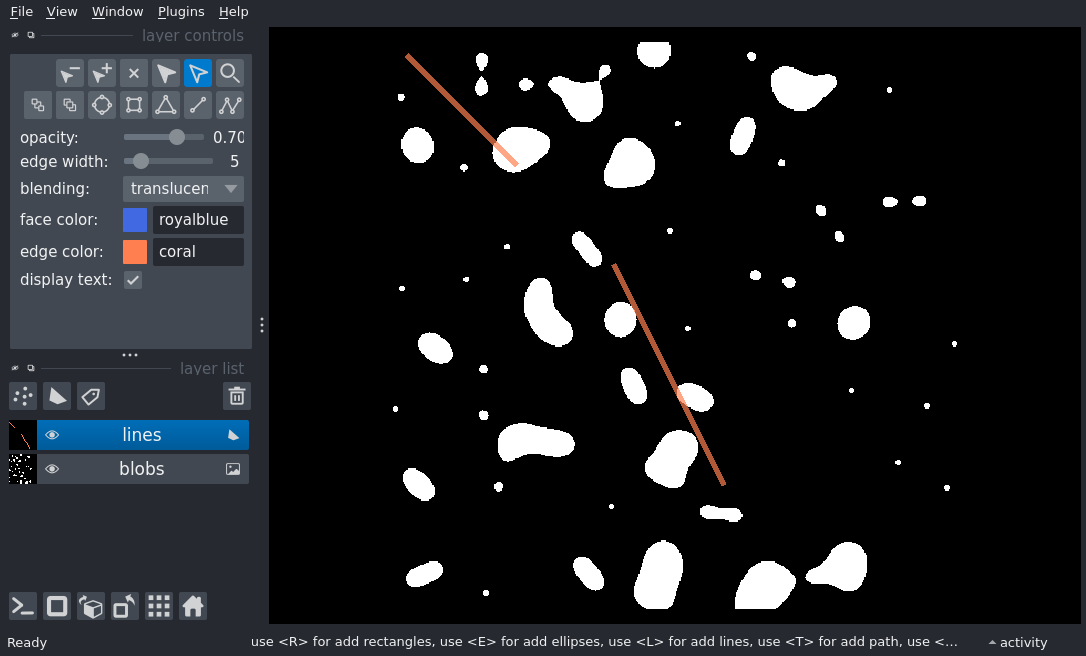 File View Window Plugins Help
layer controls
opacity: 0.70
edge width: 5
blending: translucen
face color: royalblue
edge color: coral
display text:
layer list
lines
blobs
Ready use <R> for add rectangles, use <E> for add ellipses, use <L> for add lines, use <T> for add path, use <... activity